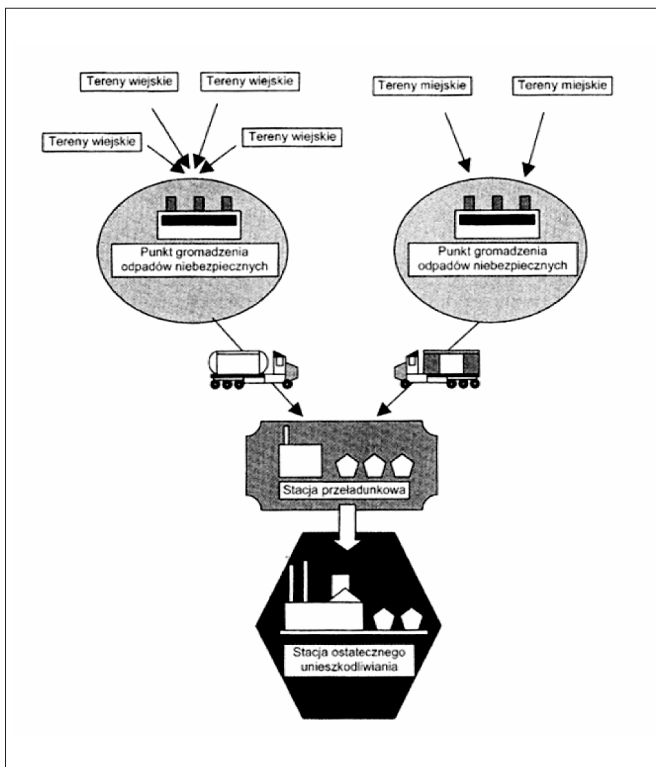 Tereny wiejskie
Tereny wiejskie
Tereny miejskie
Tereny miejskie
Tereny wiejskie
Tereny wiejskie
Punkt gromadzenia
odpadów niebezpiecznych
Punkt gromadzenia
odpadów niebezpiecznych
Stacja przeładunkowa
Stacja ostatecznego
unieszkodliwiania